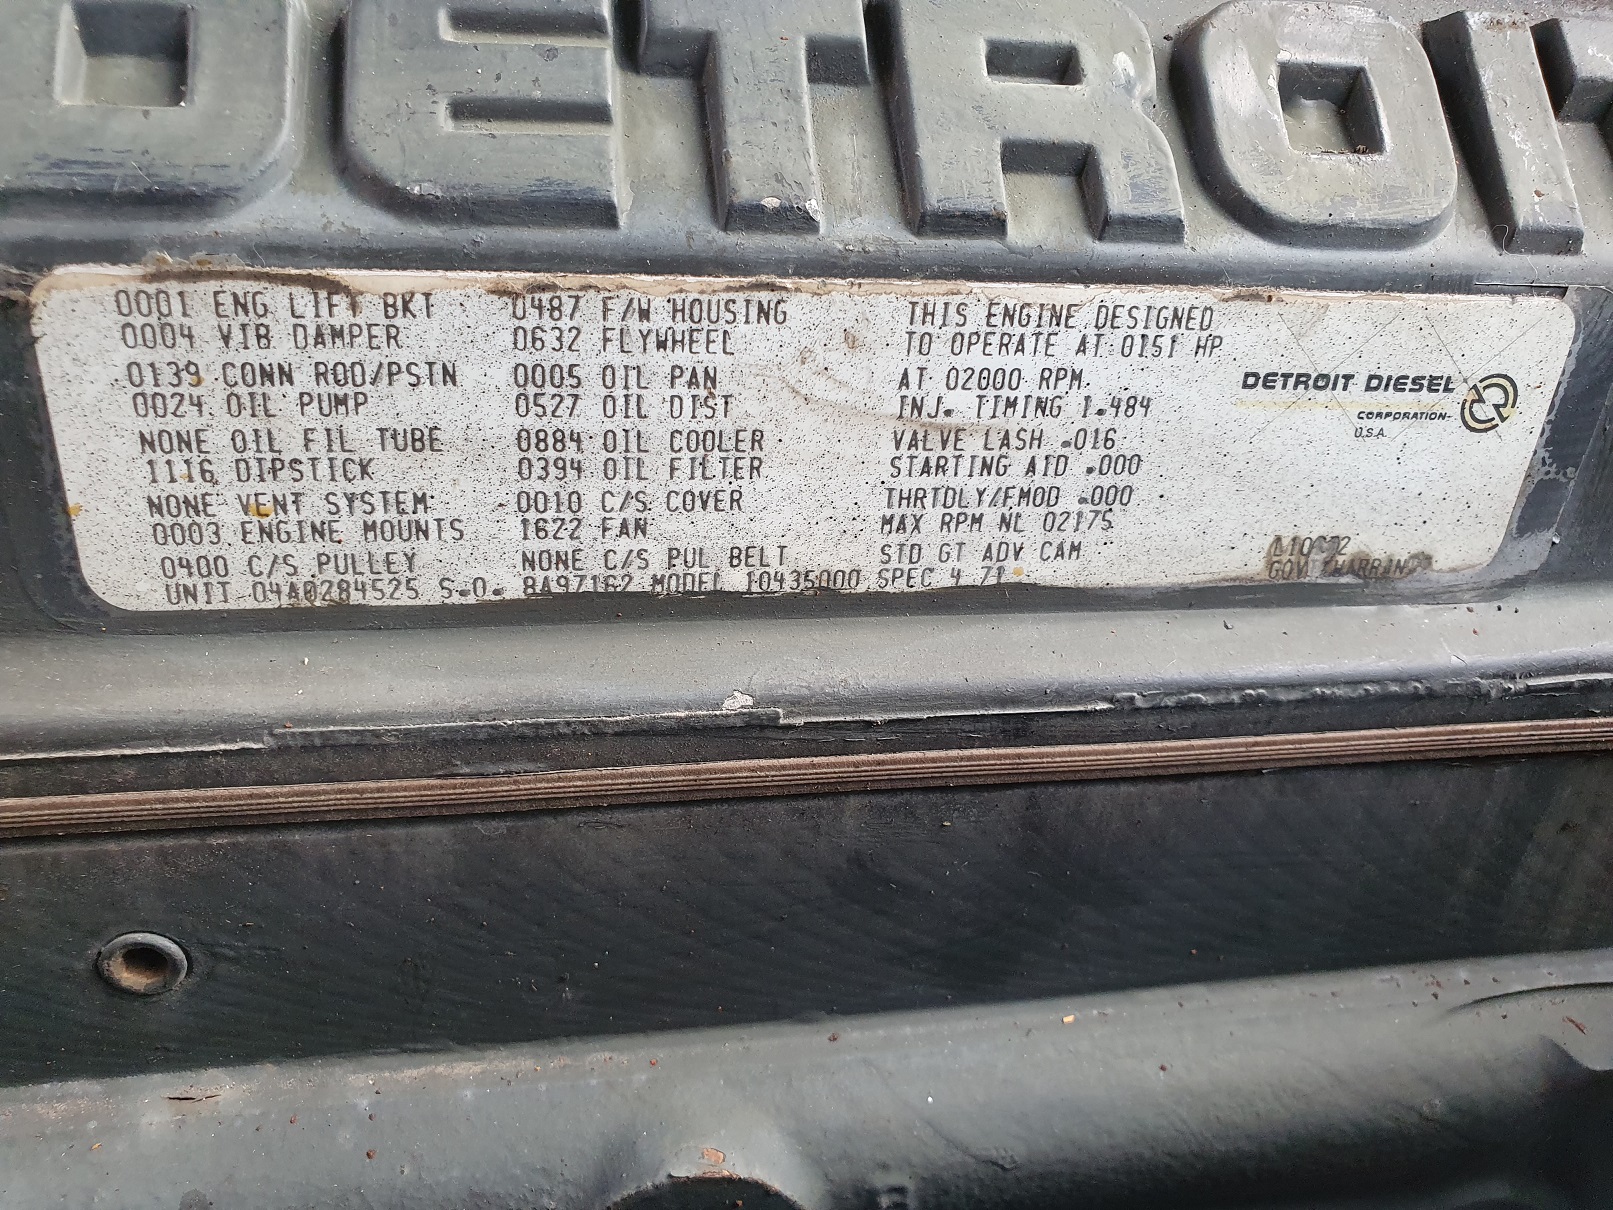 DETROI
0001 ENG LIFT BKT 0487 F/W HOUSING THIS ENGINE DESIGNED
0004 VIB DAMPER 0632 FLYWHEEL TO OPERATE AT 0151 HP
0139 CONN ROD/PSTN 0005 OIL PAN AT 02000 RPM.
0024 OIL PUMP 0527 OIL DIST INJ. TIMING 1.484
NONE OIL FIL TUBE 0884 OIL COOLER VALVE LASH .016
1116 DIPSTICK 0394 OIL FILTER STARTING AID .000
NONE VENT SYSTEM 0010 C/S COVER THRTDLY/FMOD .000
0003 ENGINE MOUNTS 1622 FAN MAX RPM NL 02175
0400 C/S PULLEY NONE C/S PUL BELT STD GT ADV CAM
UNIT 04A0284525 S.O. 8A97162 MODEL 10435000 SPEC 4 71
DETROIT DIESEL
CORPORATION
U.S.A.